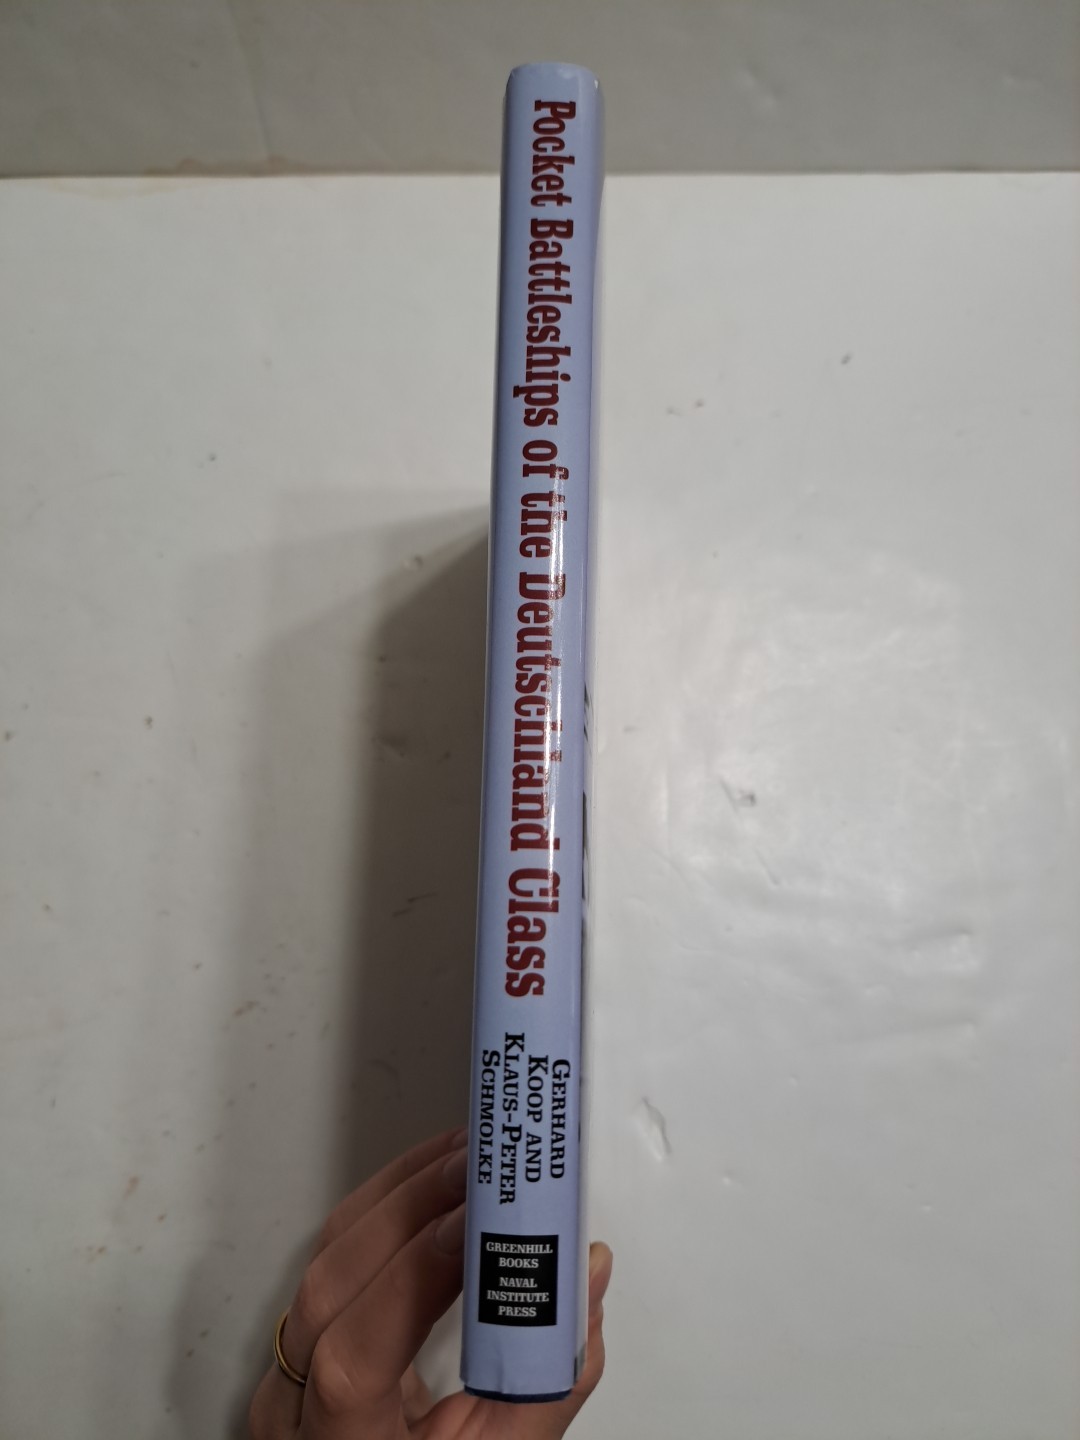 Pocket Battleships of the Deutschland Class
GERHARD
KOOP AND
KLAUS-PETER
SCHMOLKE
GREENHILL
BOOKS
NAVAL
INSTITUTE
PRESS